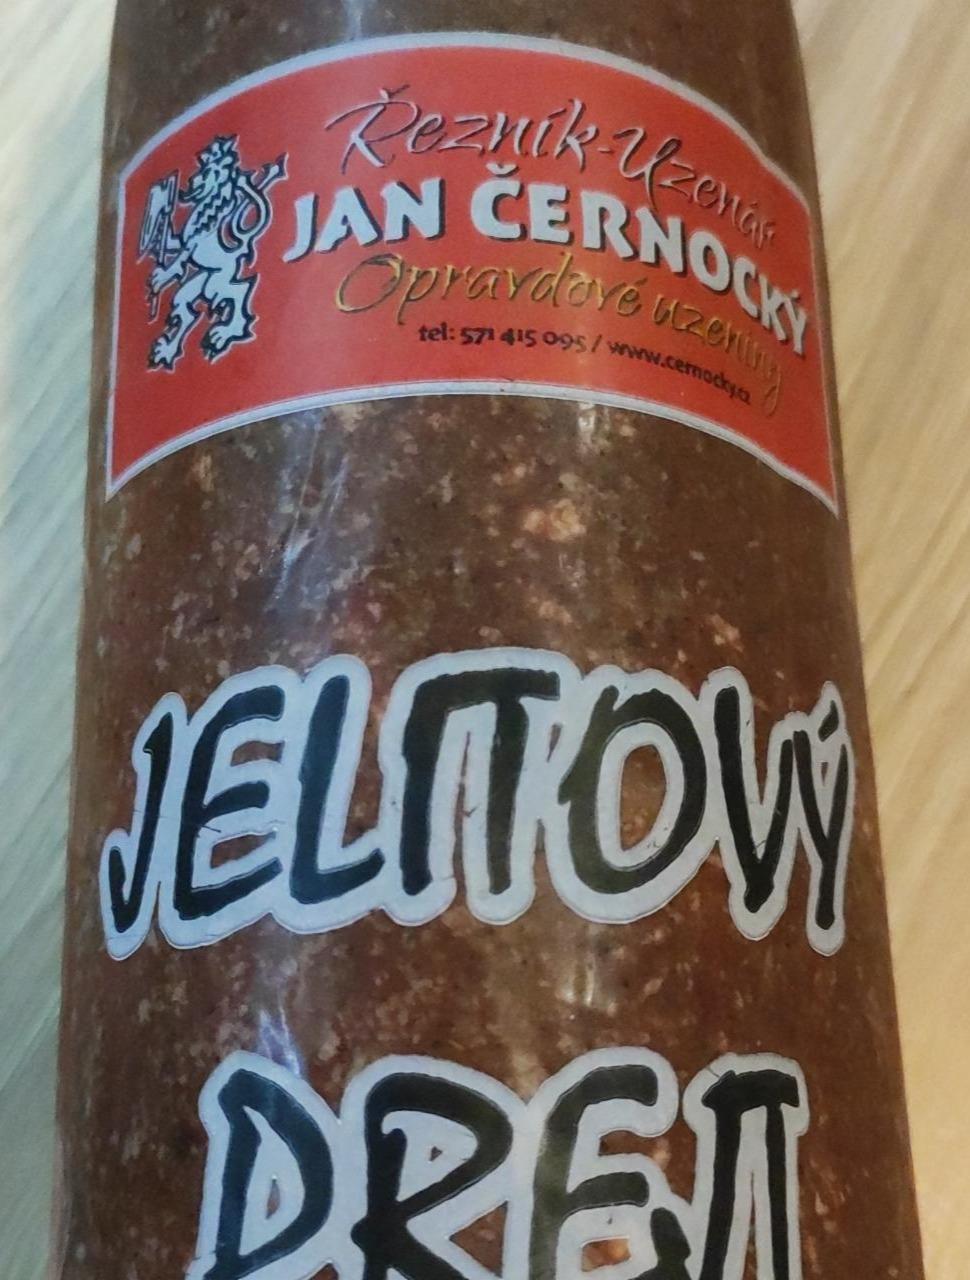 Řezník-Uzenář
JAN ČERNOCKÝ
Opravdové uzeniny
tel: 571 415 095 / www.cernocky.cz
JELITOVÝ
PREJT